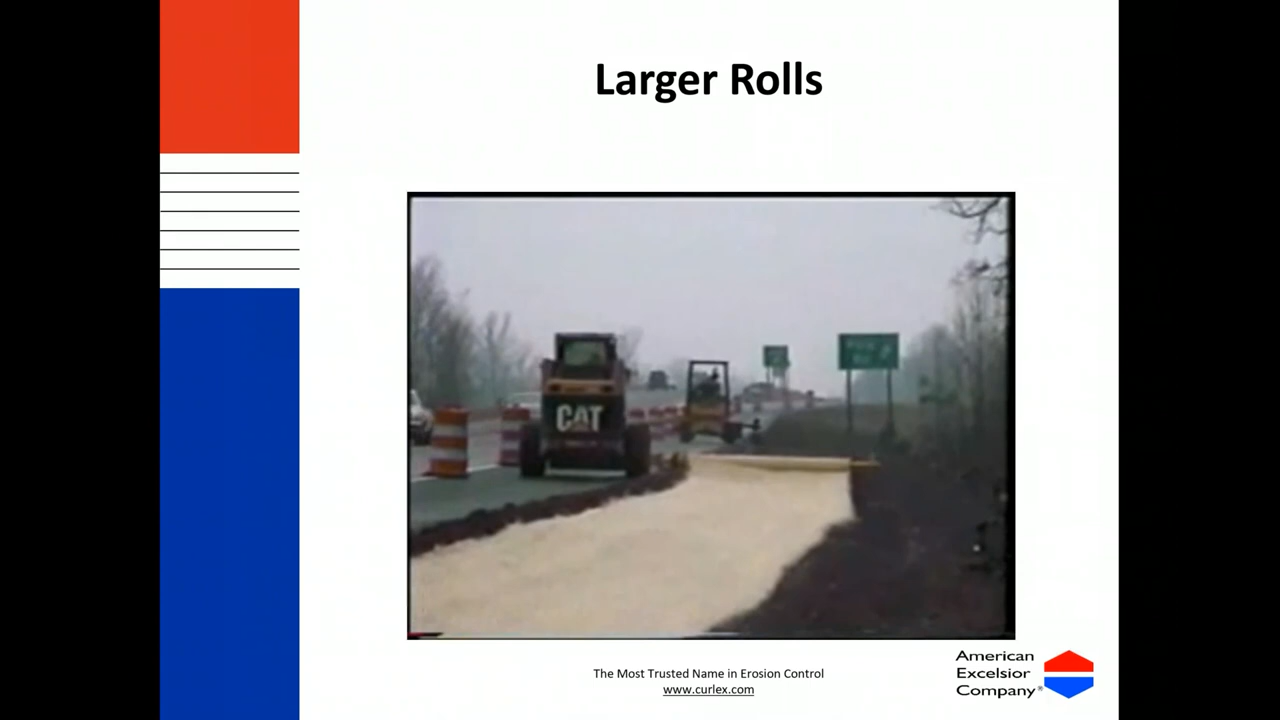 Larger Rolls
CAT
The Most Trusted Name in Erosion Control
www.curlex.com
American
Excelsior
Company®